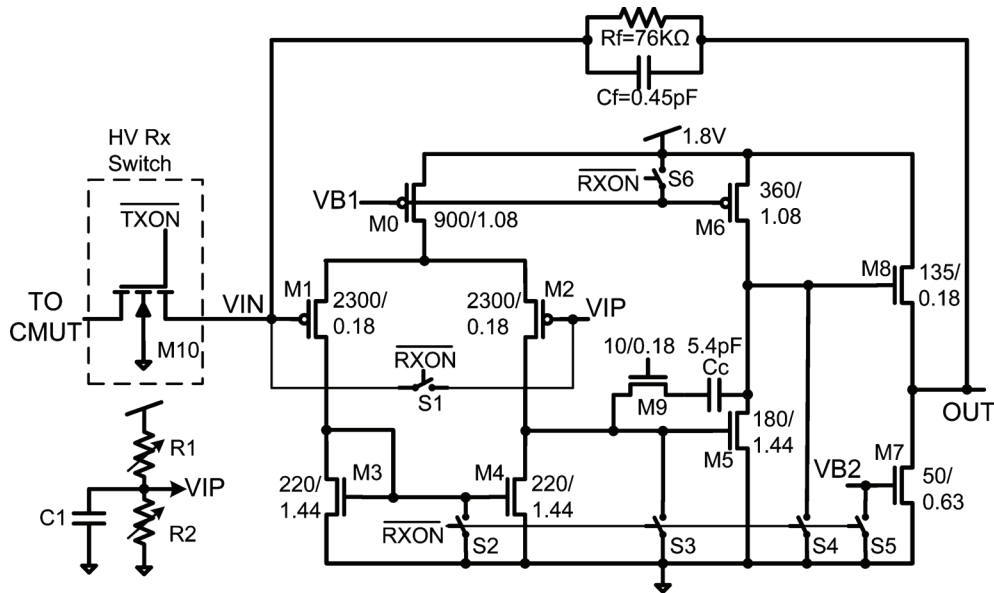 Rf=76KΩ
Cf=0.45pF
HV Rx
Switch
TXON
1.8V
RXON
S6
VB1
M0
900/1.08
M6
360/
1.08
TO
CMUT
M10
VIN
M1
2300/
0.18
2300/
0.18
M2
VIP
M8
135/
0.18
RXON
S1
10/0.18
5.4pF
Cc
M9
OUT
R1
VIP
C1
R2
M3
220/
1.44
M4
220/
1.44
M5
180/
1.44
VB2
M7
50/
0.63
RXON
S2
S3
S4
S5